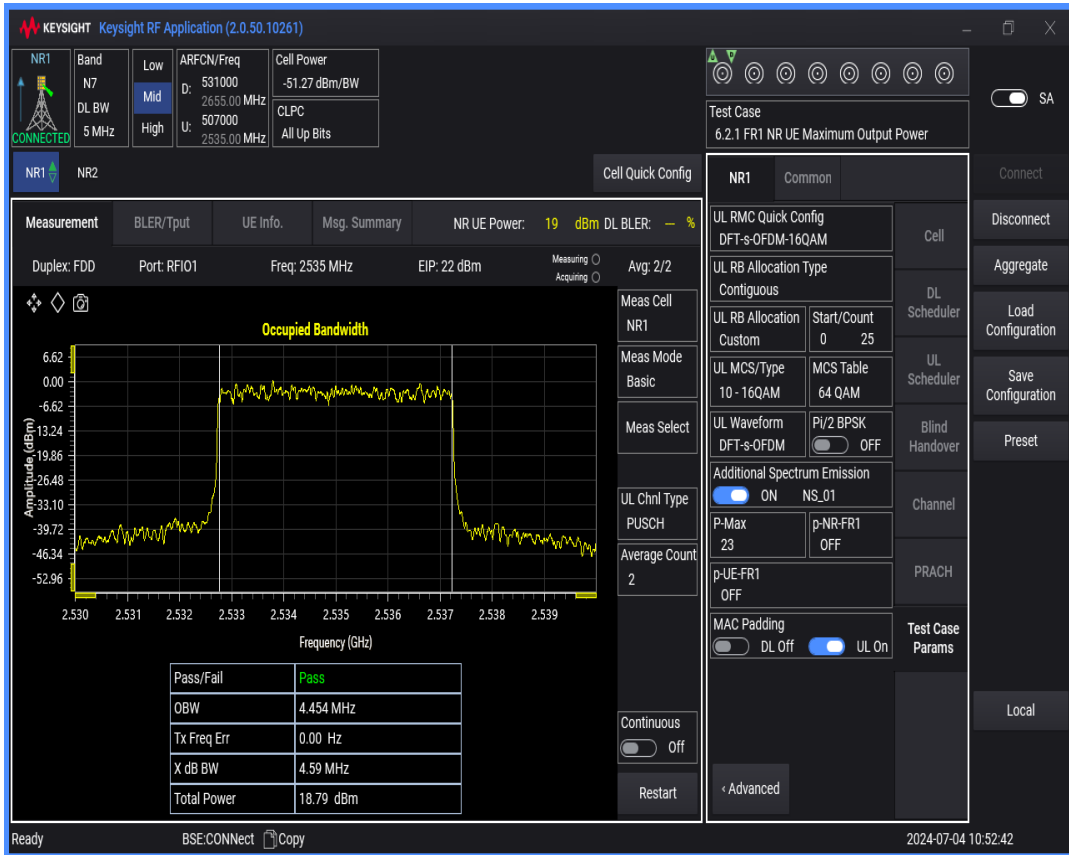 KEYSIGHT Keysight RF Application (2.0.50.10261)
NR1
CONNECTED
Band
N7
DL BW
5 MHz
Low
Mid
High
ARFCN/Freq
D: 531000
2655.00 MHz
U: 507000
2535.00 MHz
Cell Power
-51.27 dBm/BW
CLPC
All Up Bits
Test Case
6.2.1 FR1 NR UE Maximum Output Power
SA
NR1 NR2
Cell Quick Config
Measurement BLER/Tput UE Info. Msg. Summary NR UE Power: 19 dBm DL BLER: -- %
Duplex: FDD Port: RFIO1 Freq: 2535 MHz EIP: 22 dBm Measuring Avg: 2/2
Acquiring
Occupied Bandwidth
Amplitude (dBm)
6.62
0.00
-6.62
-13.24
-19.86
-26.48
-33.10
-39.72
-46.34
-52.96
2.530 2.531 2.532 2.533 2.534 2.535 2.536 2.537 2.538 2.539
Frequency (GHz)
Pass/Fail Pass
OBW 4.454 MHz
Tx Freq Err 0.00 Hz
X dB BW 4.59 MHz
Total Power 18.79 dBm
Meas Cell
NR1
Meas Mode
Basic
Meas Select
UL Chnl Type
PUSCH
Average Count
2
Continuous
Off
Restart
NR1 Common
UL RMC Quick Config
DFT-s-OFDM-16QAM
UL RB Allocation Type
Contiguous
UL RB Allocation Start/Count
Custom 0 25
UL MCS/Type MCS Table
10 - 16QAM 64 QAM
UL Waveform Pi/2 BPSK
DFT-s-OFDM OFF
Additional Spectrum Emission
ON NS_01
P-Max p-NR-FR1
23 OFF
p-UE-FR1
OFF
MAC Padding
DL Off UL On
< Advanced
Cell
DL
Scheduler
UL
Scheduler
Blind
Handover
Channel
PRACH
Test Case
Params
Connect
Disconnect
Aggregate
Load
Configuration
Save
Configuration
Preset
Local
Ready BSE:CONNect Copy 2024-07-04 10:52:42